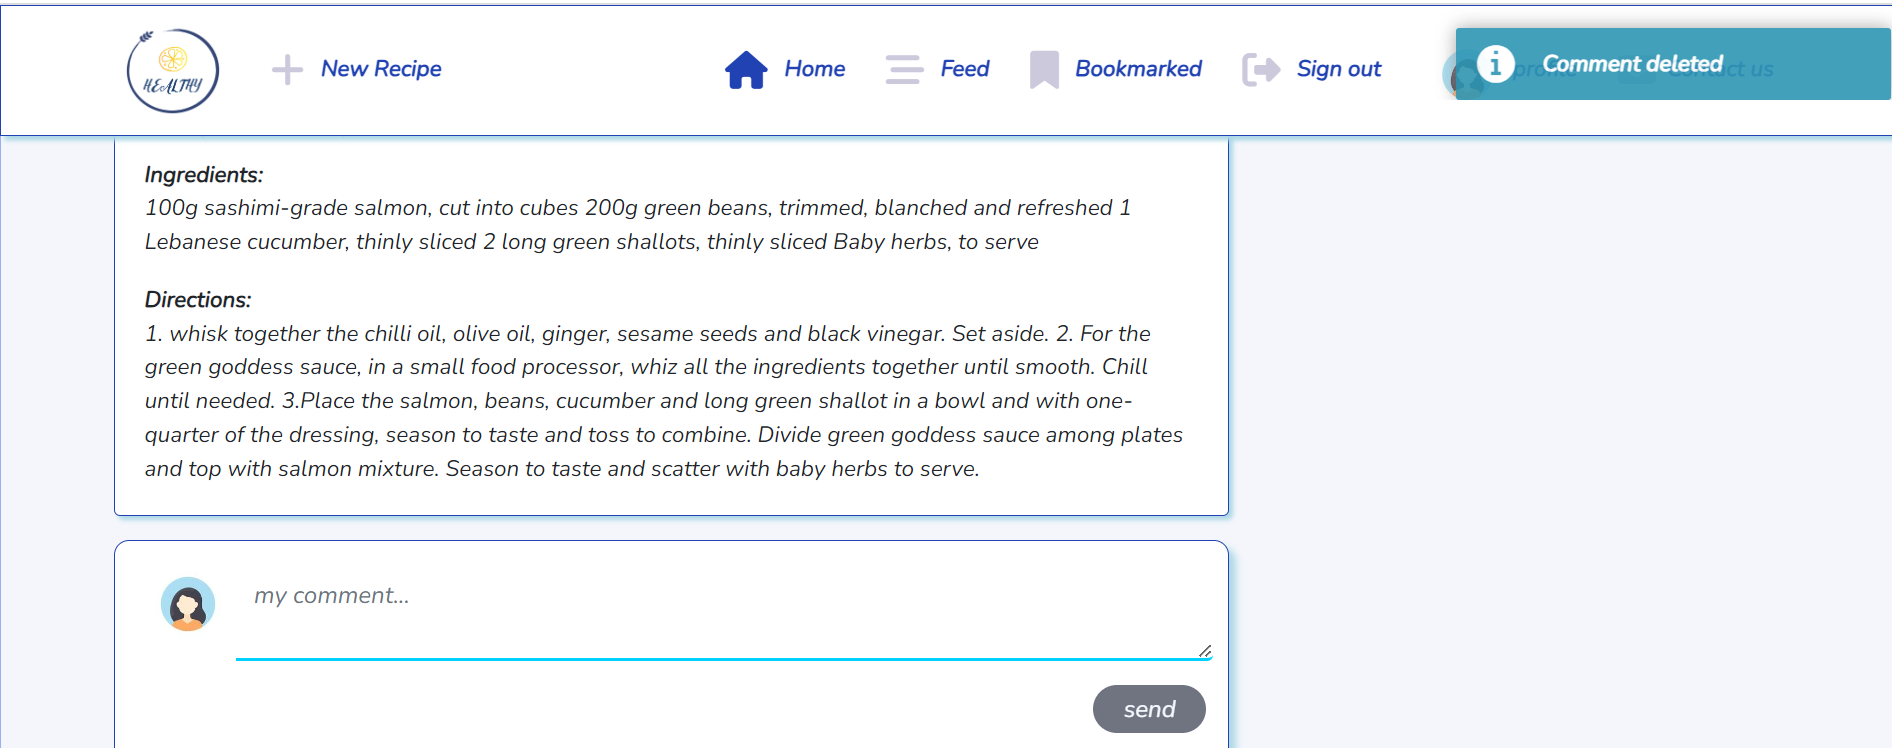 HEALTHY
New Recipe
Home
Feed
Bookmarked
Sign out
profile
Contact us
Comment deleted
Ingredients:
100g sashimi-grade salmon, cut into cubes 200g green beans, trimmed, blanched and refreshed 1
Lebanese cucumber, thinly sliced 2 long green shallots, thinly sliced Baby herbs, to serve
Directions:
1. whisk together the chilli oil, olive oil, ginger, sesame seeds and black vinegar. Set aside. 2. For the
green goddess sauce, in a small food processor, whiz all the ingredients together until smooth. Chill
until needed. 3.Place the salmon, beans, cucumber and long green shallot in a bowl and with one-
quarter of the dressing, season to taste and toss to combine. Divide green goddess sauce among plates
and top with salmon mixture. Season to taste and scatter with baby herbs to serve.
my comment...
send